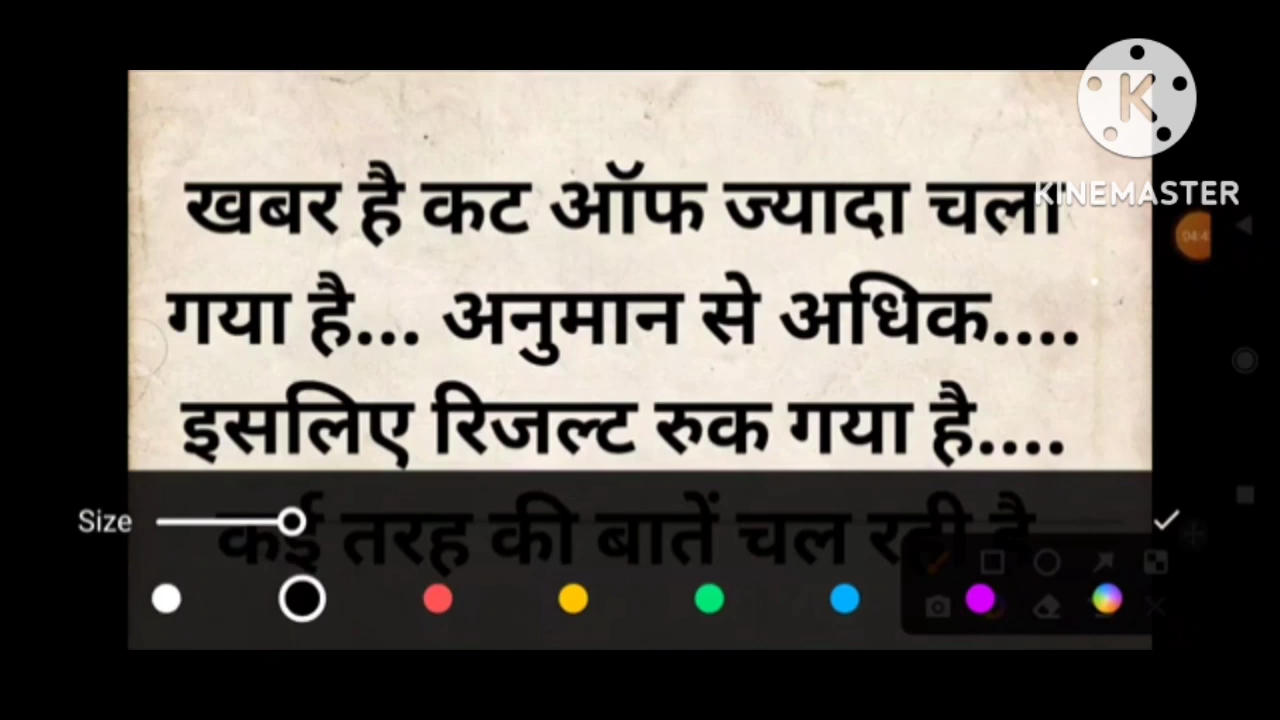 KINEMASTER
खबर है कट ऑफ ज्यादा चला
गया है... अनुमान से अधिक....
इसलिए रिजल्ट रुक गया है....
Size
कई तरह की बातें चल रही है